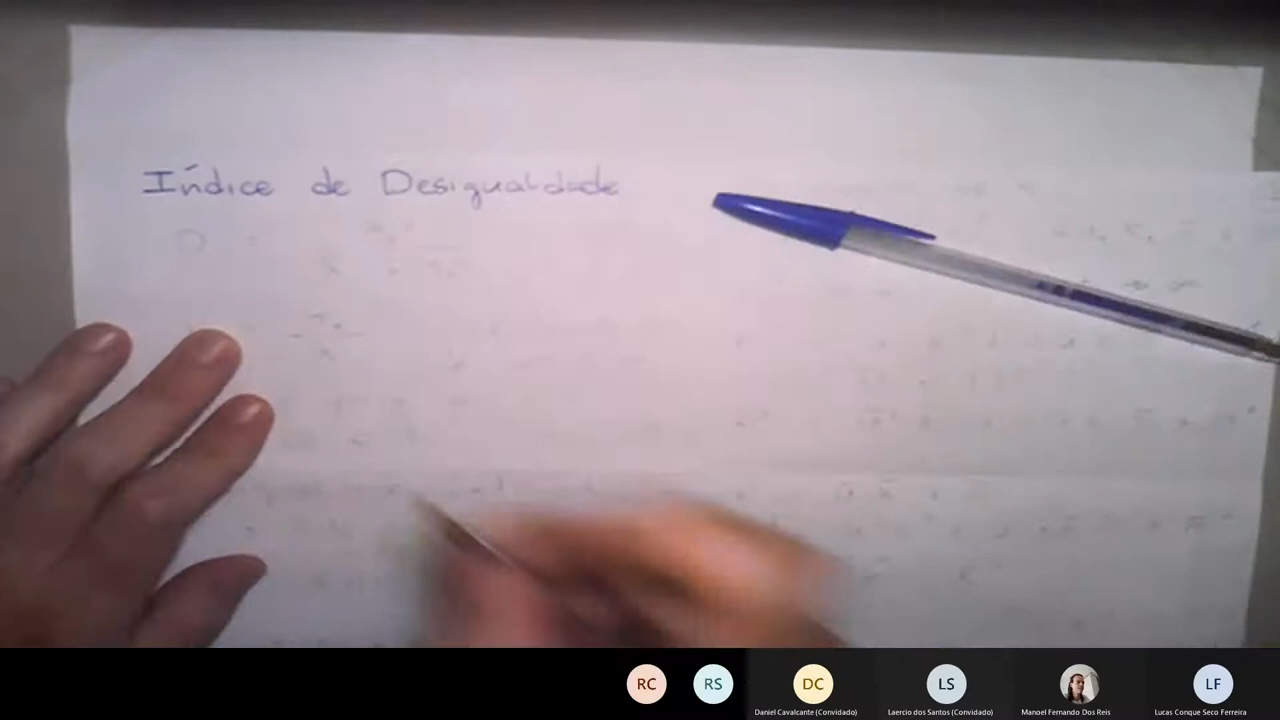 Índice de Desigualdade
RC
RS
DC
LS
LF
Daniel Cavalcante (Convidado)
Laercio dos Santos (Convidado)
Manoel Fernando Dos Reis
Lucas Conque Seco Ferreira